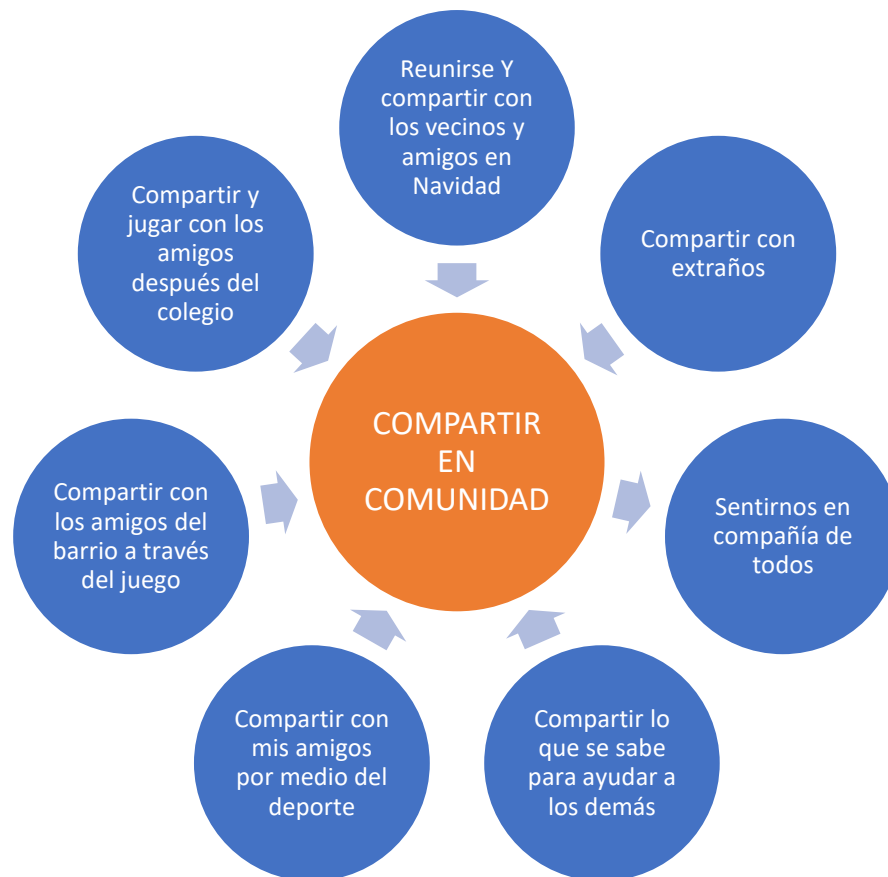 Reunirse Y
compartir con
los vecinos y
amigos en
Navidad
Compartir con
extraños
Sentirnos en
compañía de
todos
Compartir lo
que se sabe
para ayudar a
los demás
Compartir con
mis amigos
por medio del
deporte
Compartir con
los amigos del
barrio a través
del juego
Compartir y
jugar con los
amigos
después del
colegio
COMPARTIR
EN
COMUNIDAD